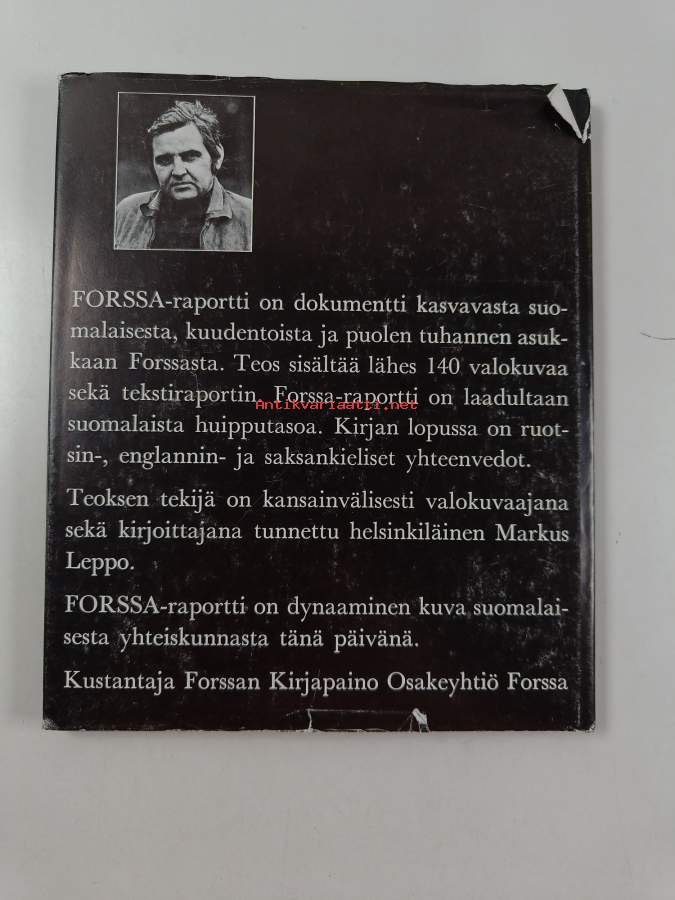 FORSSA-raportti on dokumentti kasvavasta suo-
malaisesta, kuudentoista ja puolen tuhannen asuk-
kaan Forssasta. Teos sisältää lähes 140 valokuvaa
sekä tekstiraportin. Forssa-raportti on laadultaan
Antikvariaatti.net
suomalaista huipputasoa. Kirjan lopussa on ruot-
sin-, englannin- ja saksankieliset yhteenvedot.
Teoksen tekijä on kansainvälisesti valokuvaajana
sekä kirjoittajana tunnettu helsinkiläinen Markus
Leppo.
FORSSA-raportti on dynaaminen kuva suomalai-
sesta yhteiskunnasta tänä päivänä.
Kustantaja Forssan Kirjapaino Osakeyhtiö Forssa